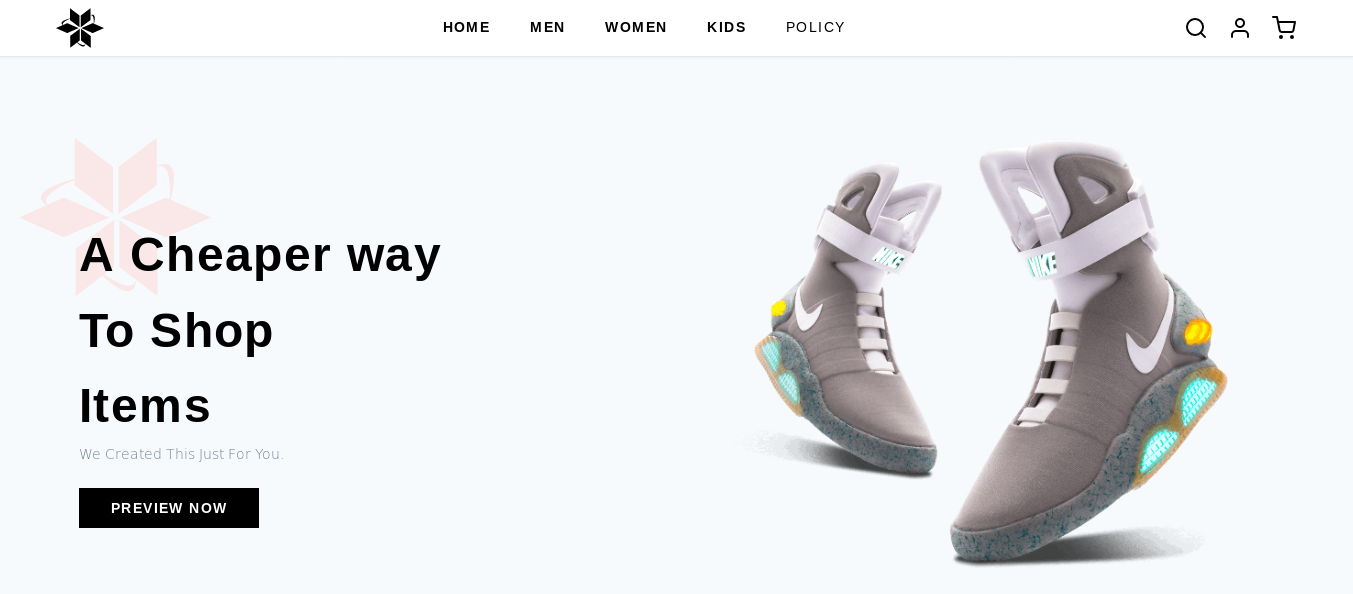 HOME MEN WOMEN KIDS POLICY
A Cheaper way
To Shop
Items
We Created This Just For You.
PREVIEW NOW
NIKE
NIKE